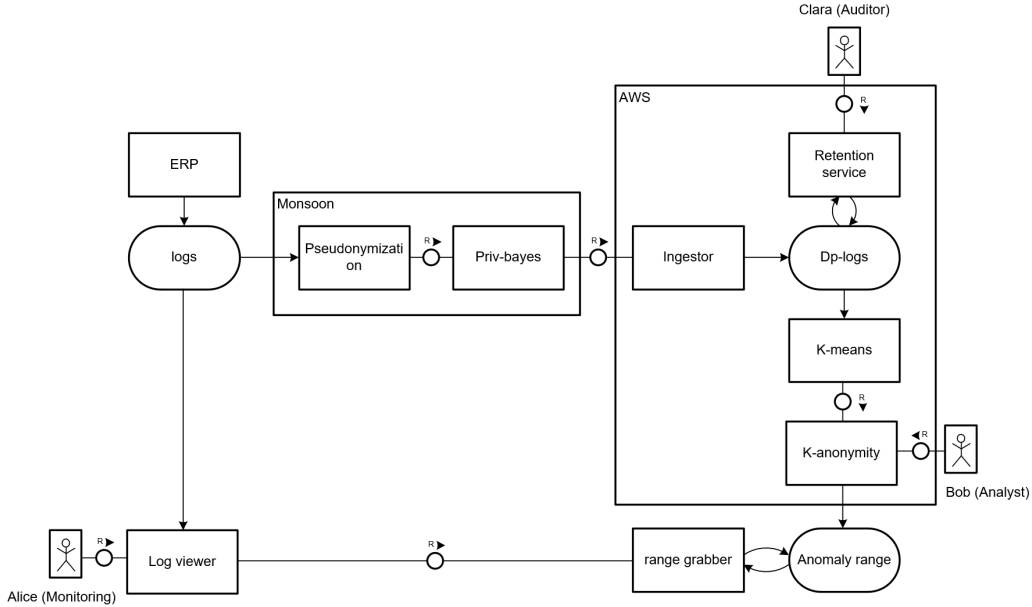 Clara (Auditor)
AWS
R
ERP
Retention
service
Monsoon
logs
Pseudonymizati
on
R
Priv-bayes
R
Ingestor
Dp-logs
K-means
R
K-anonymity
R
Bob (Analyst)
Alice (Monitoring)
R
Log viewer
R
range grabber
Anomaly range